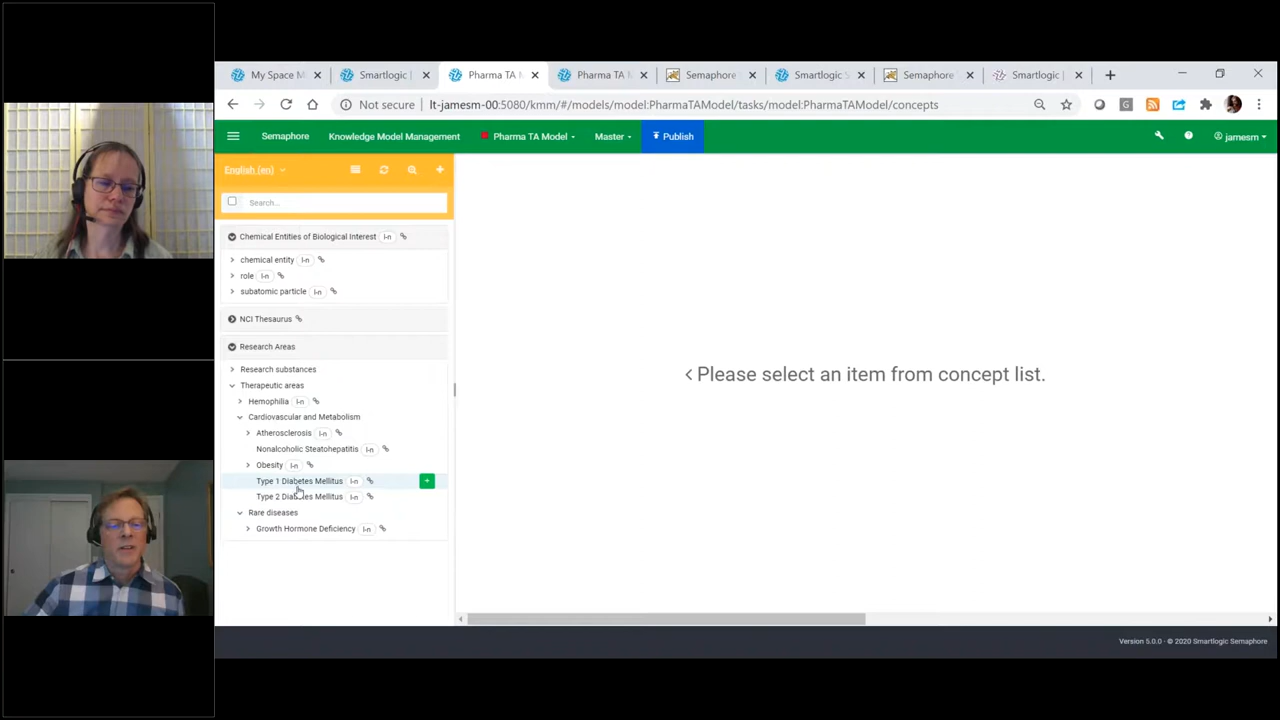 My Space M
Smartlogic |
Pharma TA M
Pharma TA M
Semaphore
Smartlogic S
Semaphore
Smartlogic |
Not secure
lt-jamesm-00:5080/kmm/#/models/model:PharmaTAModel/tasks/model:PharmaTAModel/concepts
Semaphore
Knowledge Model Management
Pharma TA Model
Master
Publish
jamesm
English (en)
Search...
Chemical Entities of Biological Interest l-n
chemical entity l-n
role l-n
subatomic particle l-n
NCI Thesaurus
Research Areas
Research substances
Therapeutic areas
Hemophilia l-n
Cardiovascular and Metabolism
Atherosclerosis l-n
Nonalcoholic Steatohepatitis l-n
Obesity l-n
Type 1 Diabetes Mellitus l-n
Type 2 Diabetes Mellitus l-n
Rare diseases
Growth Hormone Deficiency l-n
Please select an item from concept list.
Version 5.0.0 - © 2020 Smartlogic Semaphore